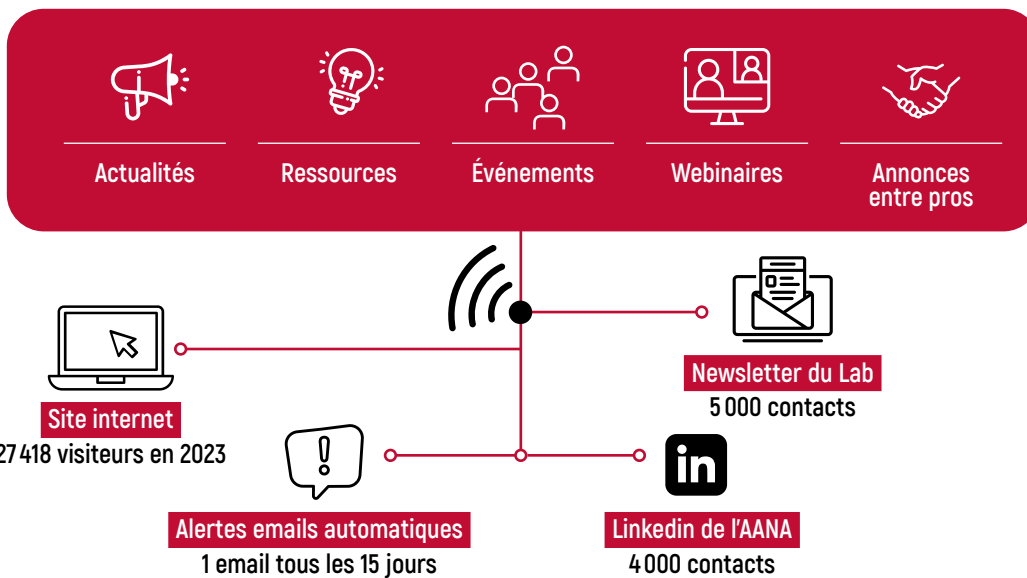 Actualités
Ressources
Événements
Webinaires
Annonces
entre pros
Newsletter du Lab
5 000 contacts
Site internet
27 418 visiteurs en 2023
in
Alertes emails automatiques
1 email tous les 15 jours
Linkedin de l'AANA
4 000 contacts